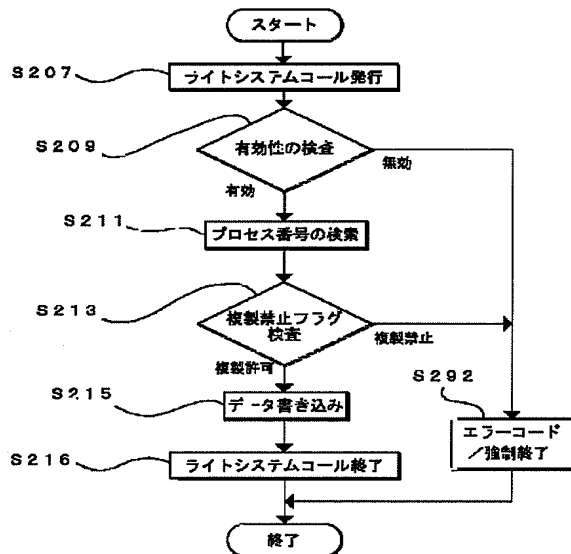 スタート
S207
ライトシステムコール発行
S209
有効性の検査
無効
有効
S211
プロセス番号の検索
S213
複製禁止フラグ
検査
複製禁止
複製許可
S215
データ書き込み
S292
エラーコード
／強制終了
S216
ライトシステムコール終了
終了